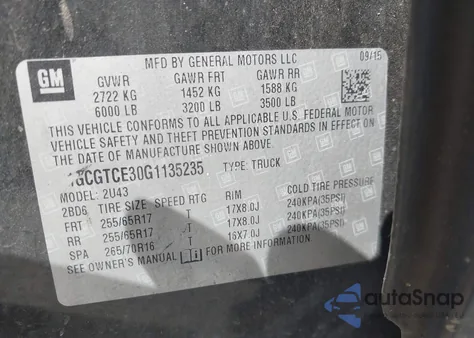 MFD BY GENERAL MOTORS LLC
09/15
GM
GVWR GAWR FRT GAWR RR
2722 KG 1452 KG 1588 KG
6000 LB 3200 LB 3500 LB
THIS VEHICLE CONFORMS TO ALL APPLICABLE U.S. FEDERAL MOTOR
VEHICLE SAFETY AND THEFT PREVENTION STANDARDS IN EFFECT
ON THE DATE OF MANUFACTURE SHOWN ABOVE.
1GCGTCE30G1135235 TYPE: TRUCK
2U43
2BD6 TIRE SIZE SPEED RTG RIM COLD TIRE PRESSURE
FRT 255/65R17 T 17X8.0J 240KPA(35PSI)
RR 255/65R17 T 17X8.0J 240KPA(35PSI)
SPA 265/70R16 T 16X7.0J 240KPA(35PSI)
SEE OWNER'S MANUAL FOR MORE INFORMATION.
autoSnap